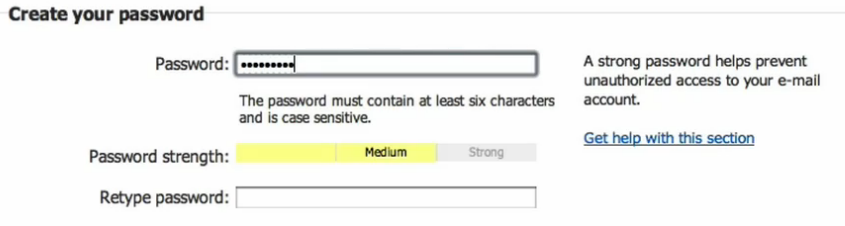 Create your password
Password: •••••••••
The password must contain at least six characters
and is case sensitive.
A strong password helps prevent
unauthorized access to your e-mail
account.
Get help with this section
Password strength: Medium Strong
Retype password: